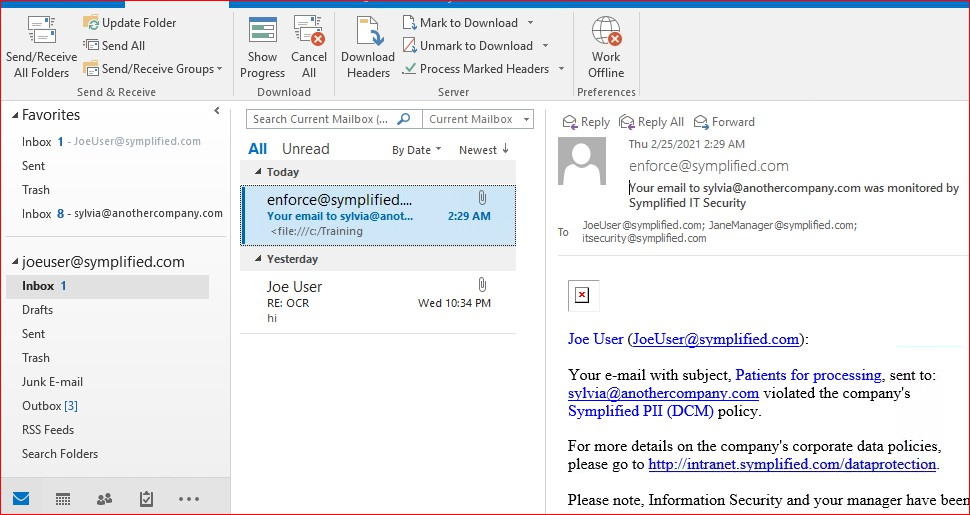 Send/Receive
All Folders
Update Folder
Send All
Send/Receive Groups
Send & Receive
Show
Progress
Cancel
All
Download
Download
Headers
Mark to Download
Unmark to Download
Process Marked Headers
Server
Work
Offline
Preferences
Favorites
Inbox 1 - JoeUser@symplified.com
Sent
Trash
Inbox 8 - sylvia@anothercompany.com
joeuser@symplified.com
Inbox 1
Drafts
Sent
Trash
Junk E-mail
Outbox [3]
RSS Feeds
Search Folders
Search Current Mailbox (...
Current Mailbox
All Unread
By Date Newest
Today
enforce@symplified....
Your email to sylvia@anot... 2:29 AM
<file:///c:/Training
Yesterday
Joe User
RE: OCR Wed 10:34 PM
hi
Reply Reply All Forward
Thu 2/25/2021 2:29 AM
enforce@symplified.com
Your email to sylvia@anothercompany.com was monitored by
Symplified IT Security
To JoeUser@symplified.com; JaneManager@symplified.com;
itsecurity@symplified.com
Joe User (JoeUser@symplified.com):
Your e-mail with subject, Patients for processing, sent to:
sylvia@anothercompany.com violated the company's
Symplified PII (DCM) policy.
For more details on the company's corporate data policies,
please go to http://intranet.symplified.com/dataprotection.
Please note, Information Security and your manager have been